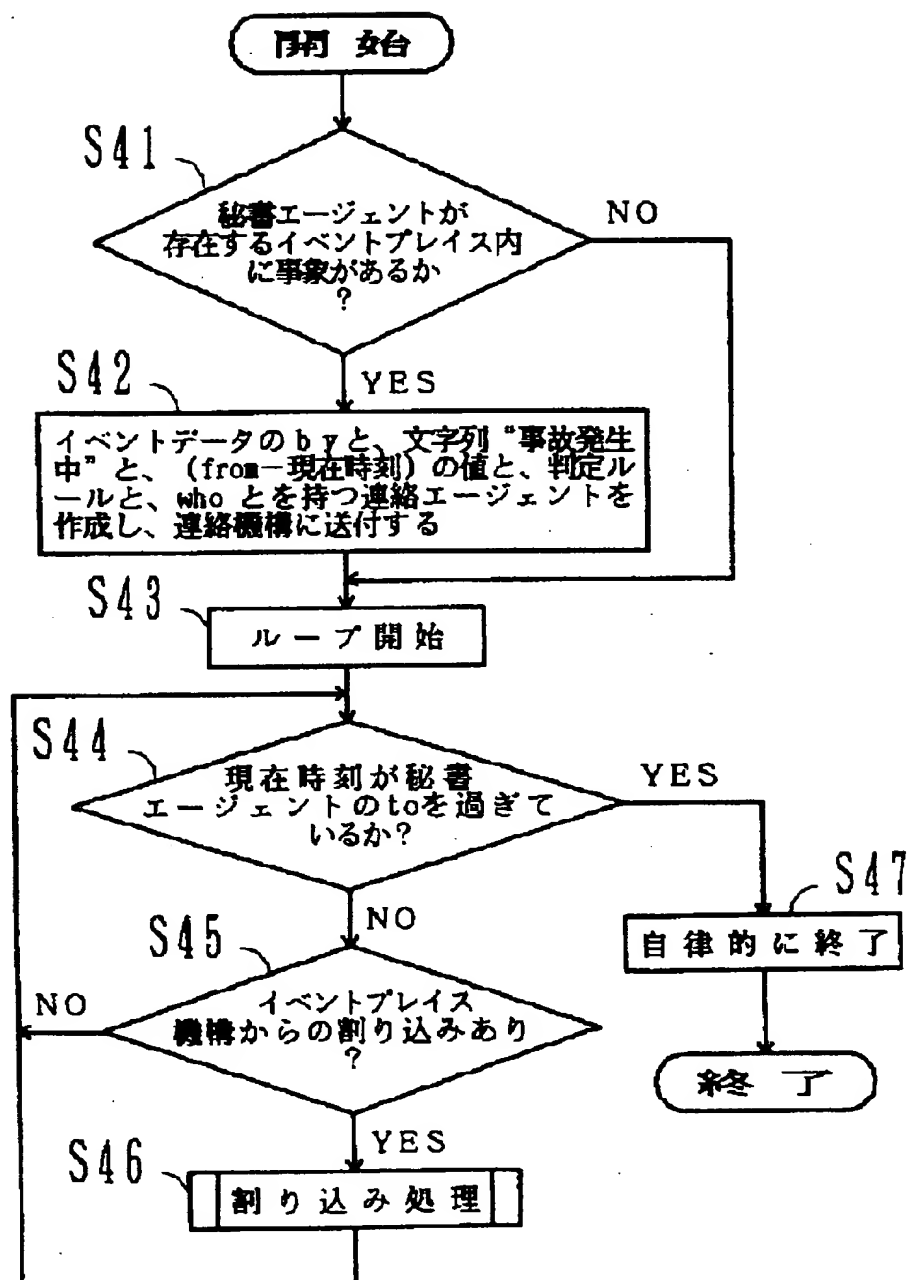 開 始
S41
秘書エージェントが
存在するイベントプレイス内
に事象があるか
?
NO
YES
S42
イベントデータのbyと、文字列“事故発生
中”と、(from－現在時刻)の値と、判定ル
ールと、who とを持つ連絡エージェントを
作成し、連絡機構に送付する
S43
ループ開始
S44
現在時刻が秘書
エージェントのtoを過ぎて
いるか?
YES
NO
S47
自律的に終了
終 了
S45
イベントプレイス
機構からの割り込みあり
?
NO
YES
S46
割り込み処理